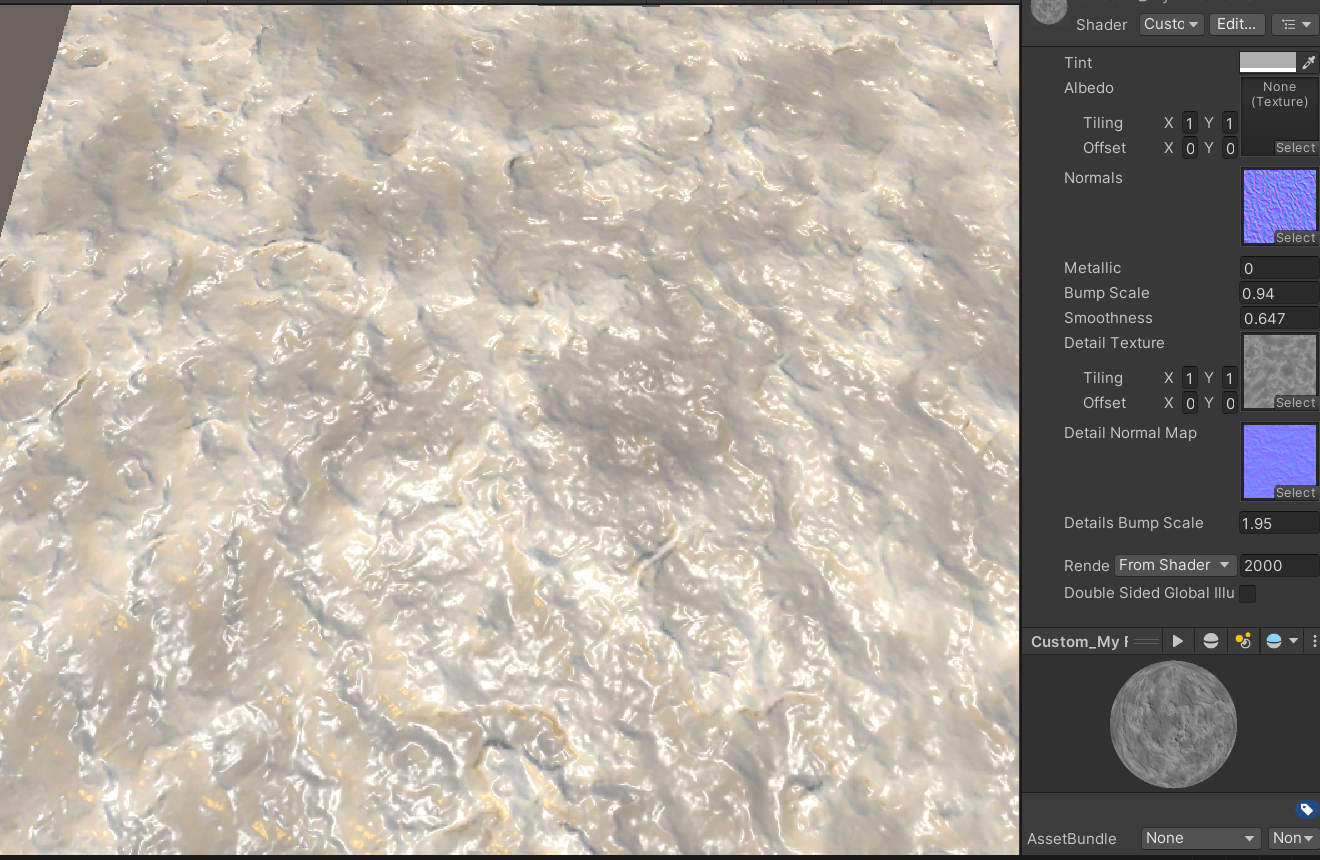 Shader Custc Edit...
Tint
Albedo
None
(Texture)
Tiling X 1 Y 1
Offset X 0 Y 0
Select
Normals
Select
Metallic 0
Bump Scale 0.94
Smoothness 0.647
Detail Texture
Tiling X 1 Y 1
Offset X 0 Y 0
Select
Detail Normal Map
Select
Details Bump Scale 1.95
Rende From Shader 2000
Double Sided Global Illu
Custom_My
AssetBundle None Non